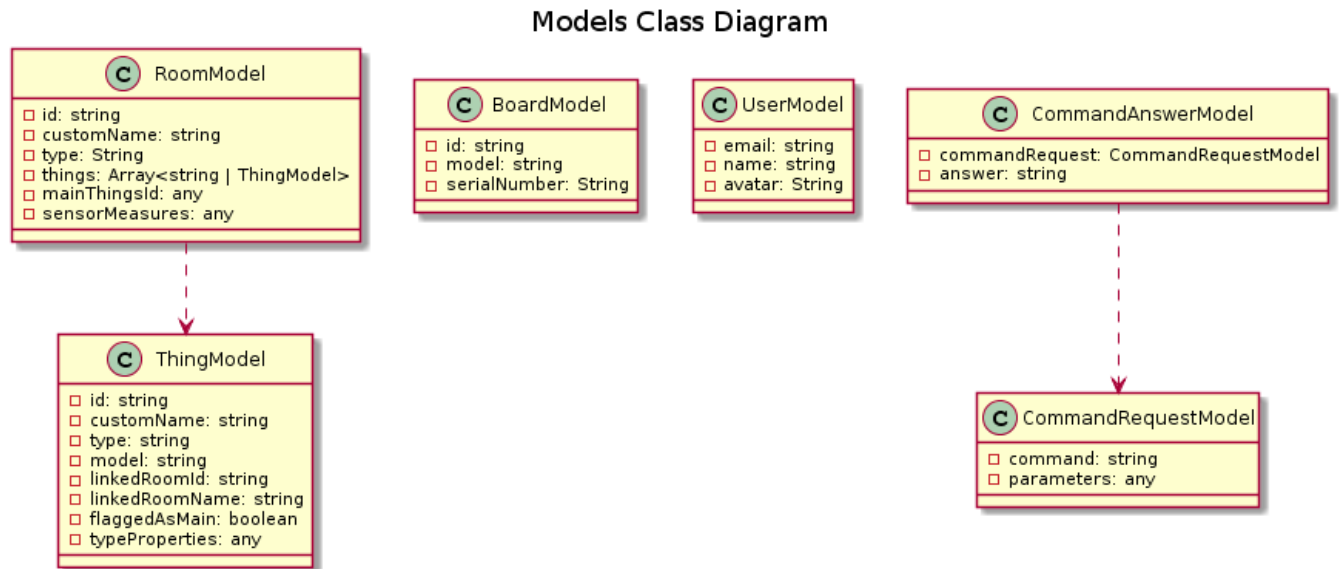 Models Class Diagram
C RoomModel
id: string
customName: string
type: String
things: Array<string | ThingModel>
mainThingsId: any
sensorMeasures: any
C BoardModel
id: string
model: string
serialNumber: String
C UserModel
email: string
name: string
avatar: String
C CommandAnswerModel
commandRequest: CommandRequestModel
answer: string
C ThingModel
id: string
customName: string
type: string
model: string
linkedRoomId: string
linkedRoomName: string
flaggedAsMain: boolean
typeProperties: any
C CommandRequestModel
command: string
parameters: any